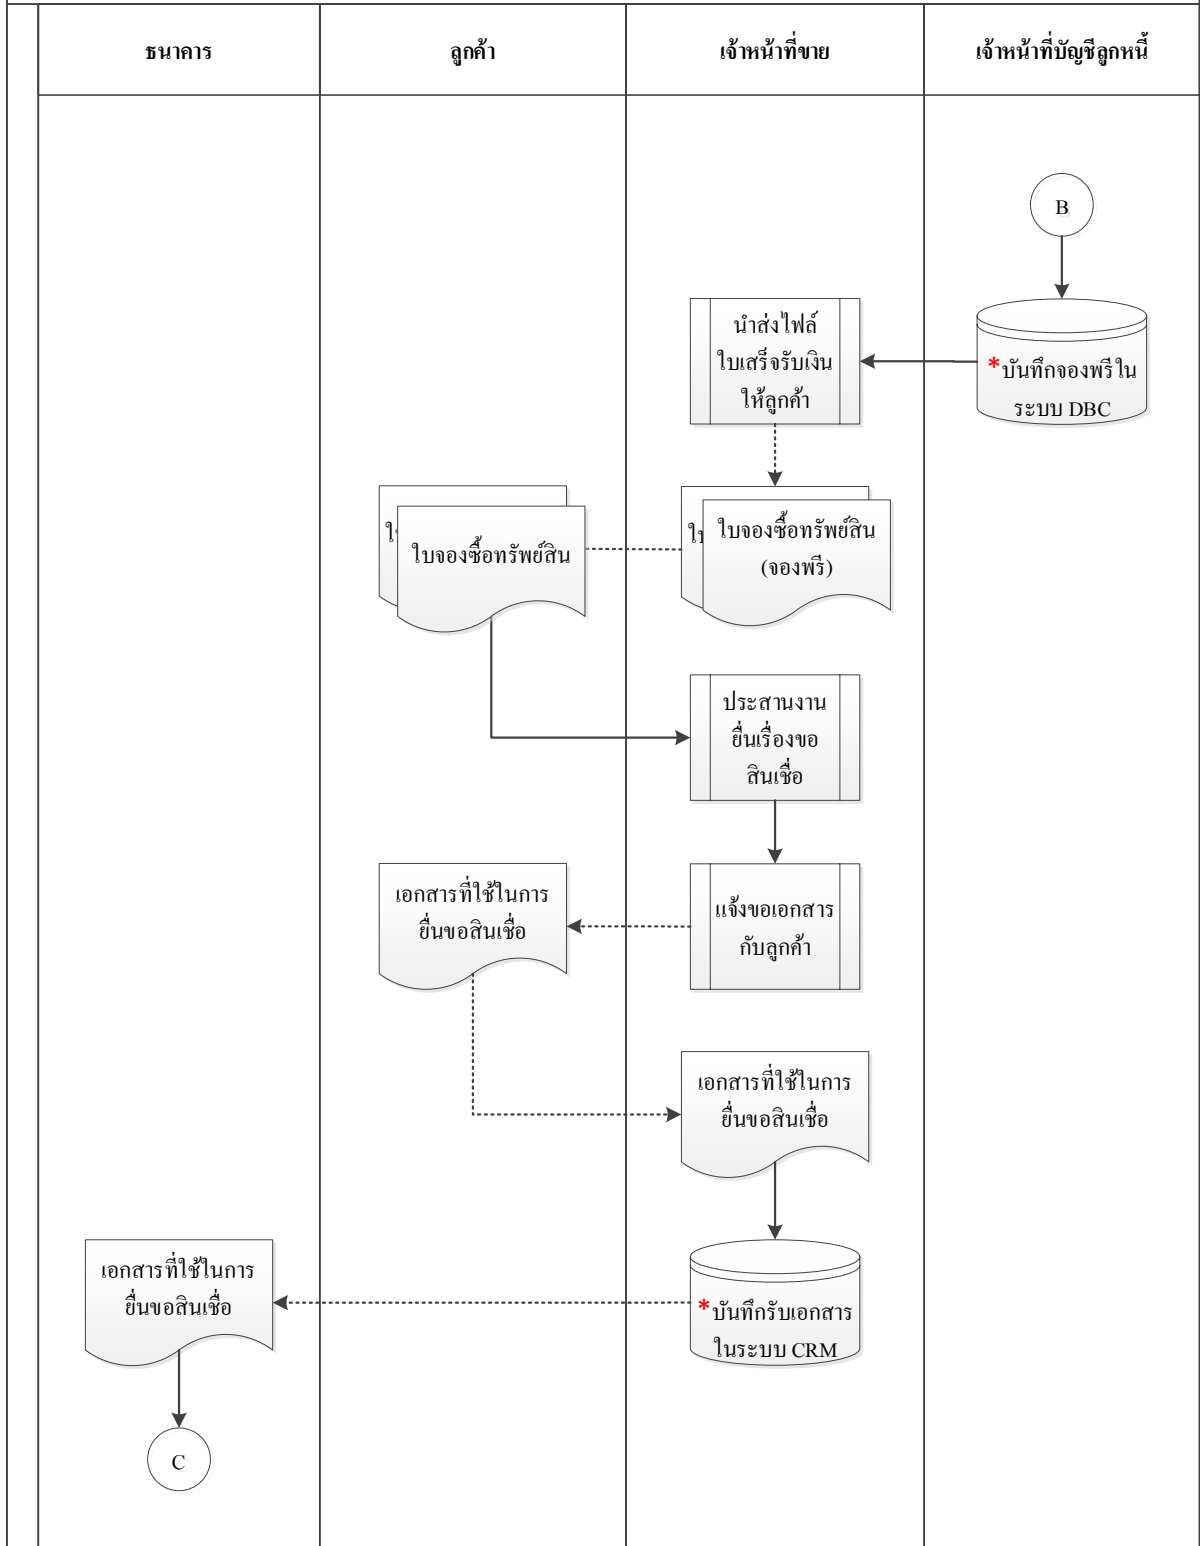 ธนาคาร
ลูกค้า
เจ้าหน้าที่ขาย
เจ้าหน้าที่บัญชีลูกหนี้
B
นำส่งไฟล์
ใบเสร็จรับเงิน
ให้ลูกค้า
*บันทึกจองพรีใน
ระบบ DBC
ใบจองซื้อทรัพย์สิน
ใบจองซื้อทรัพย์สิน
(จองพรี)
ประสานงาน
ยื่นเรื่องขอ
สินเชื่อ
เอกสารที่ใช้ในการ
ยื่นขอสินเชื่อ
แจ้งขอเอกสาร
กับลูกค้า
เอกสารที่ใช้ในการ
ยื่นขอสินเชื่อ
เอกสารที่ใช้ในการ
ยื่นขอสินเชื่อ
*บันทึกรับเอกสาร
ในระบบ CRM
C